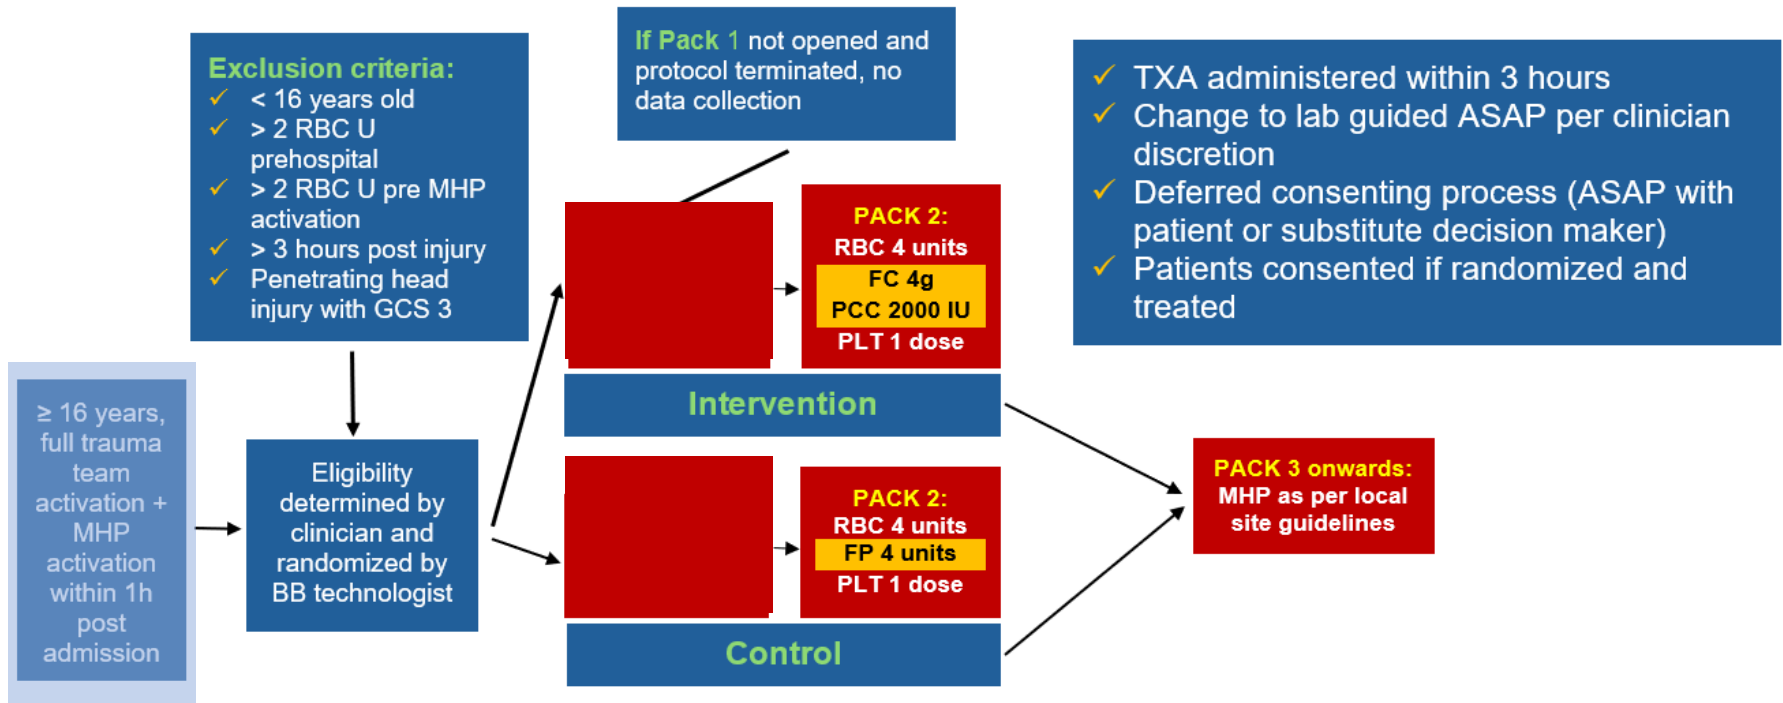 Exclusion criteria:
✓ < 16 years old
✓ > 2 RBC U
prehospital
✓ > 2 RBC U pre MHP
activation
✓ > 3 hours post injury
✓ Penetrating head
injury with GCS 3
If Pack 1 not opened and
protocol terminated, no
data collection
✓ TXA administered within 3 hours
✓ Change to lab guided ASAP per clinician
discretion
✓ Deferred consenting process (ASAP with
patient or substitute decision maker)
✓ Patients consented if randomized and
treated
≥ 16 years,
full trauma
team
activation +
MHP
activation
within 1h
post
admission
Eligibility
determined by
clinician and
randomized by
BB technologist
PACK 2:
RBC 4 units
FC 4g
PCC 2000 IU
PLT 1 dose
Intervention
PACK 2:
RBC 4 units
FP 4 units
PLT 1 dose
Control
PACK 3 onwards:
MHP as per local
site guidelines